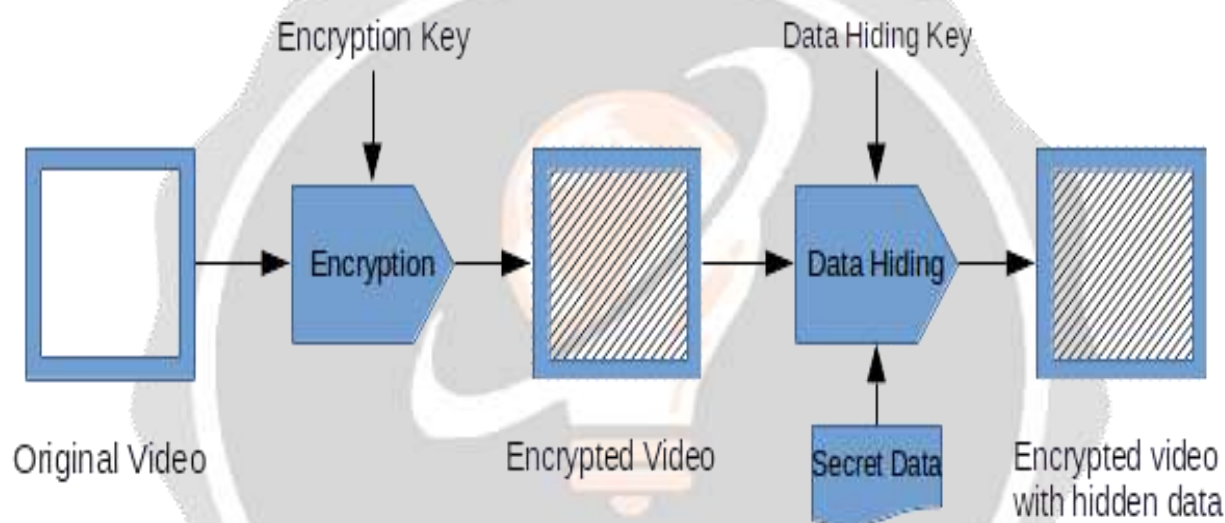 Encryption Key
Data Hiding Key
Encryption
Data Hiding
Original Video
Encrypted Video
Secret Data
Encrypted video
with hidden data